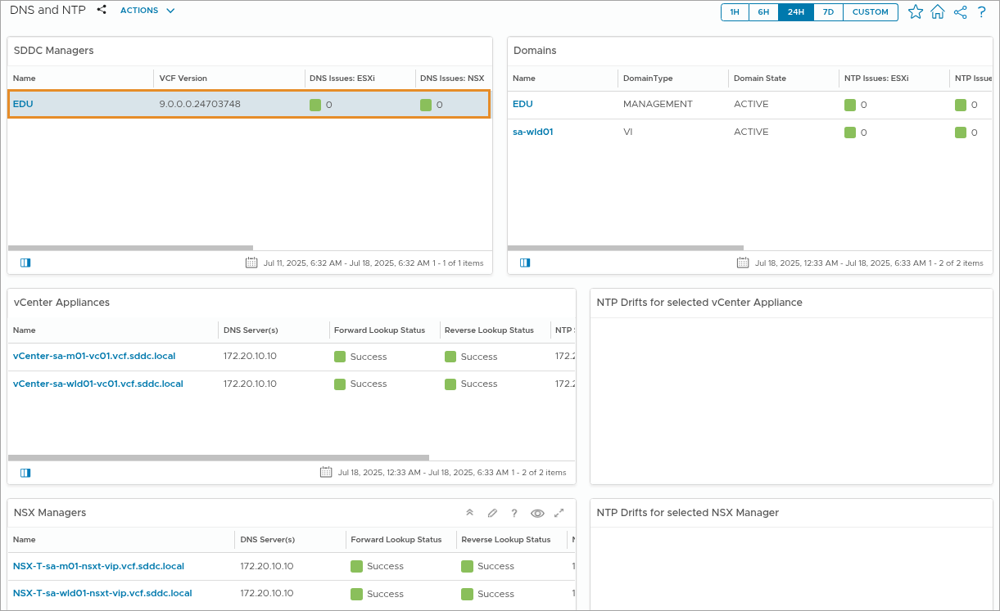 DNS and NTP ACTIONS 1H 6H 24H 7D CUSTOM ?
SDDC Managers
Name VCF Version DNS Issues: ESXi DNS Issues: NSX
EDU 9.0.0.0.24703748 0 0
Jul 11, 2025, 6:32 AM - Jul 18, 2025, 6:32 AM 1 - 1 of 1 items
Domains
Name DomainType Domain State NTP Issues: ESXi NTP Issue
EDU MANAGEMENT ACTIVE 0 0
sa-wld01 VI ACTIVE 0 0
Jul 18, 2025, 12:33 AM - Jul 18, 2025, 6:33 AM 1 - 2 of 2 items
vCenter Appliances
Name DNS Server(s) Forward Lookup Status Reverse Lookup Status NTP
vCenter-sa-m01-vc01.vcf.sddc.local 172.20.10.10 Success Success 172.2
vCenter-sa-wld01-vc01.vcf.sddc.local 172.20.10.10 Success Success 172.2
Jul 18, 2025, 12:33 AM - Jul 18, 2025, 6:33 AM 1 - 2 of 2 items
NTP Drifts for selected vCenter Appliance
NSX Managers ?
Name DNS Server(s) Forward Lookup Status Reverse Lookup Status
NSX-T-sa-m01-nsxt-vip.vcf.sddc.local 172.20.10.10 Success Success
NSX-T-sa-wld01-nsxt-vip.vcf.sddc.local 172.20.10.10 Success Success
NTP Drifts for selected NSX Manager